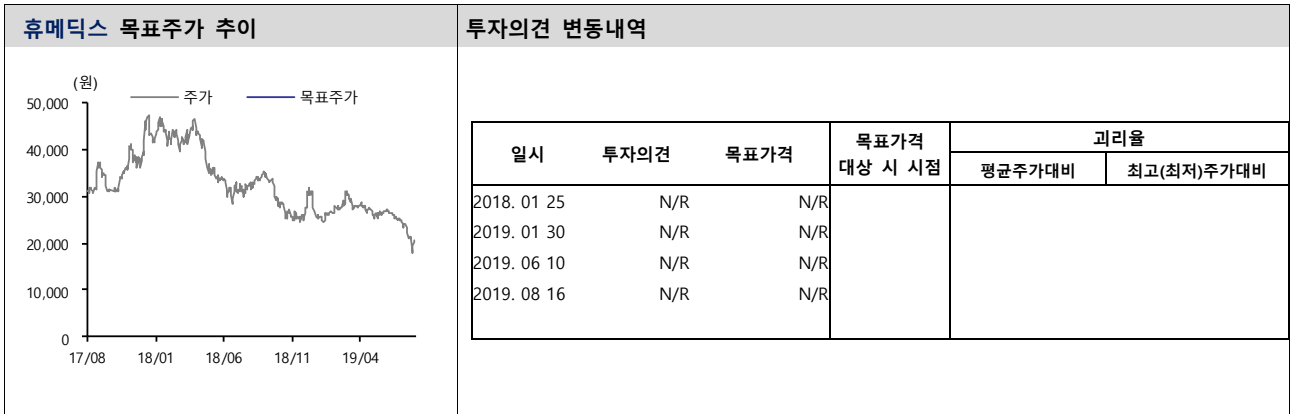 휴메딕스 목표주가 추이
(원)
주가 목표주가
50,000
40,000
30,000
20,000
10,000
0
17/08 18/01 18/06 18/11 19/04
투자의견 변동내역
일시 투자의견 목표가격 목표가격 대상 시 시점 괴리율
평균주가대비 최고(최저)주가대비
2018. 01 25 N/R N/R
2019. 01 30 N/R N/R
2019. 06 10 N/R N/R
2019. 08 16 N/R N/R